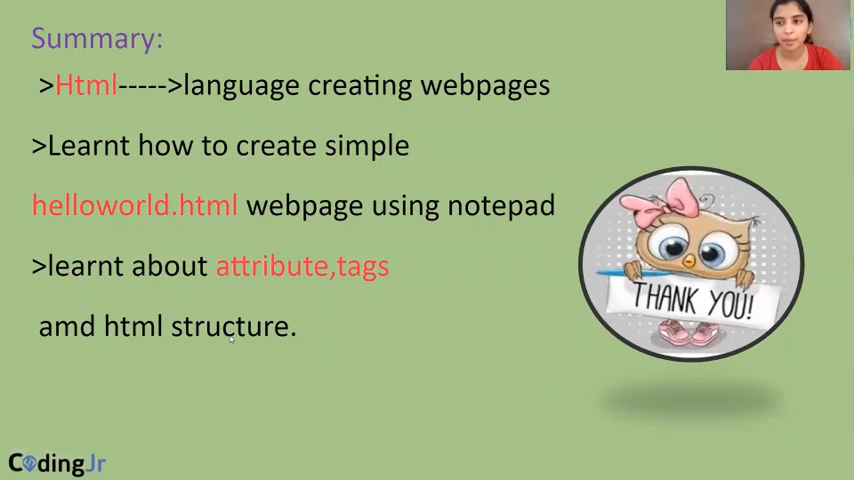 Summary:
>Html----->language creating webpages
>Learnt how to create simple
helloworld.html webpage using notepad
>learnt about attribute,tags
amd html structure.
THANK YOU!
CodingJr